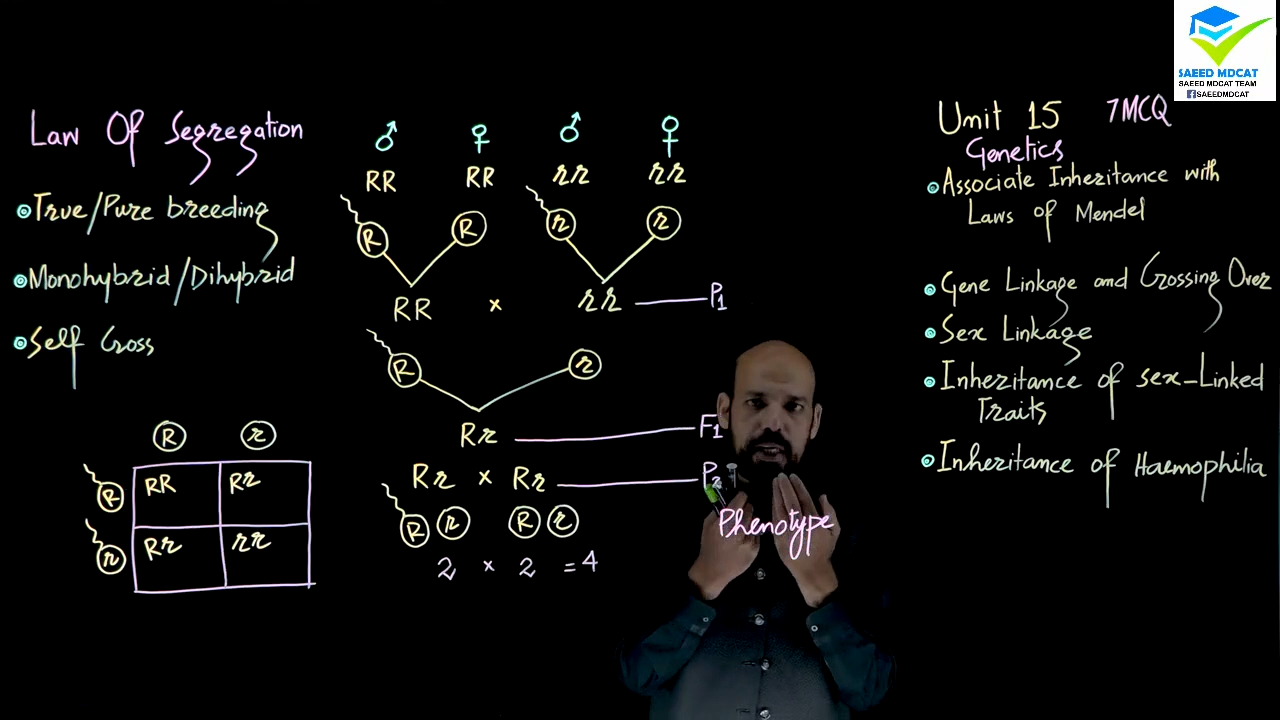 SAEED MDCAT
SAEED MDCAT TEAM
SAEEDMDCAT
Law Of Segregation
True/Pure breeding
Monohybrid/Dihybrid
Self Cross
R r
R RR Rr
r Rr rr
♂ ♀ ♂ ♀
RR RR rr rr
R R r r
RR × rr P1
R r
Rr F1
Rr × Rr P2
R r R r
2 × 2 = 4
Phenotype
Unit 15 7MCQ
Genetics
Associate Inheritance with
Laws of Mendel
Gene Linkage and Crossing Over
Sex Linkage
Inheritance of sex-Linked
Traits
Inheritance of Haemophilia